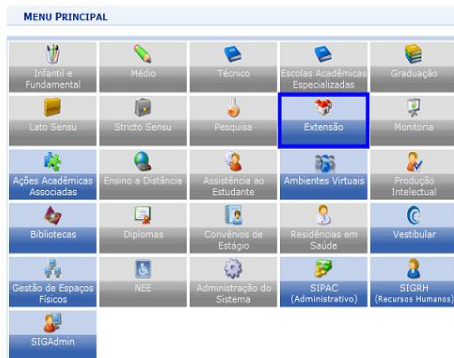 MENU PRINCIPAL
Infantil e
Fundamental
Médio
Técnico
Escolas Acadêmicas
Especializadas
Graduação
Lato Sensu
Stricto Sensu
Pesquisa
Extensão
Monitoria
Ações Acadêmicas
Associadas
Ensino a Distância
Assistência ao
Estudante
Ambientes Virtuais
Produção
Intelectual
Bibliotecas
Diplomas
Convênios de
Estágio
Residências em
Saúde
Vestibular
Gestão de Espaços
Físicos
NEE
Administração do
Sistema
SIPAC
(Administrativo)
SIGRH
(Recursos Humanos)
SIGAdmin